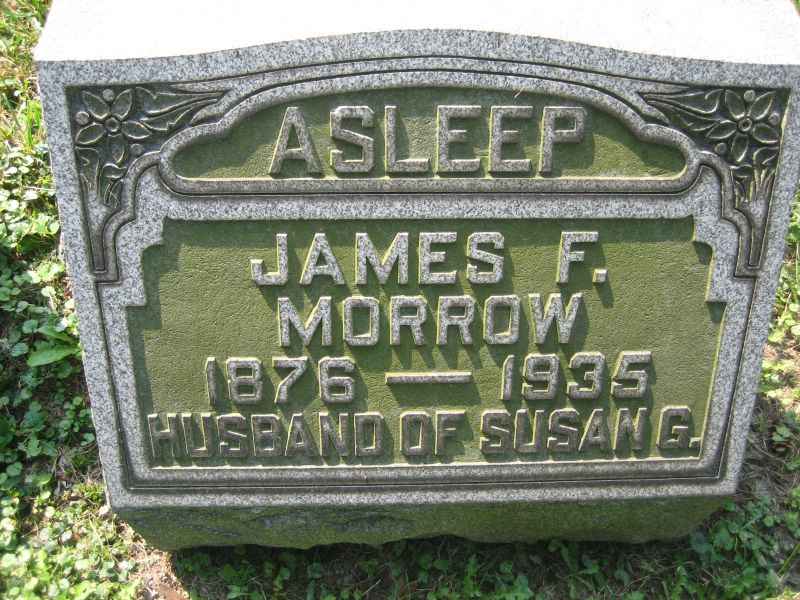 ASLEEP
JAMES F.
MORROW
1876 — 1935
HUSBAND OF SUSAN G.